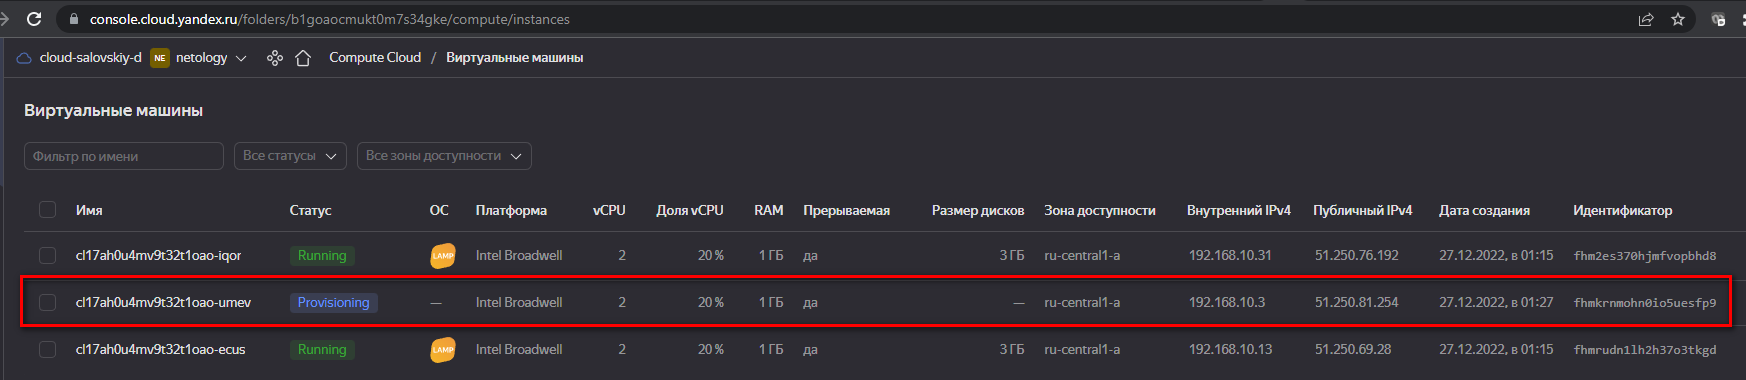 console.cloud.yandex.ru/folders/b1goaocmukt0m7s34gke/compute/instances
cloud-salovskiy-d NE netology Compute Cloud / Виртуальные машины
Виртуальные машины
Фильтр по имени Все статусы Все зоны доступности
Имя Статус ОС Платформа vCPU Доля vCPU RAM Прерываемая Размер дисков Зона доступности Внутренний IPv4 Публичный IPv4 Дата создания Идентификатор
cl17ah0u4mv9t32t1oao-iqor Running LAMP Intel Broadwell 2 20 % 1 ГБ да 3 ГБ ru-central1-a 192.168.10.31 51.250.76.192 27.12.2022, в 01:15 fhm2es370hjmfvopbhd8
cl17ah0u4mv9t32t1oao-umev Provisioning — Intel Broadwell 2 20 % 1 ГБ да — ru-central1-a 192.168.10.3 51.250.81.254 27.12.2022, в 01:27 fhmkrnmohn0io5uesfp9
cl17ah0u4mv9t32t1oao-ecus Running LAMP Intel Broadwell 2 20 % 1 ГБ да 3 ГБ ru-central1-a 192.168.10.13 51.250.69.28 27.12.2022, в 01:15 fhmrudn1lh2h37o3tkgd